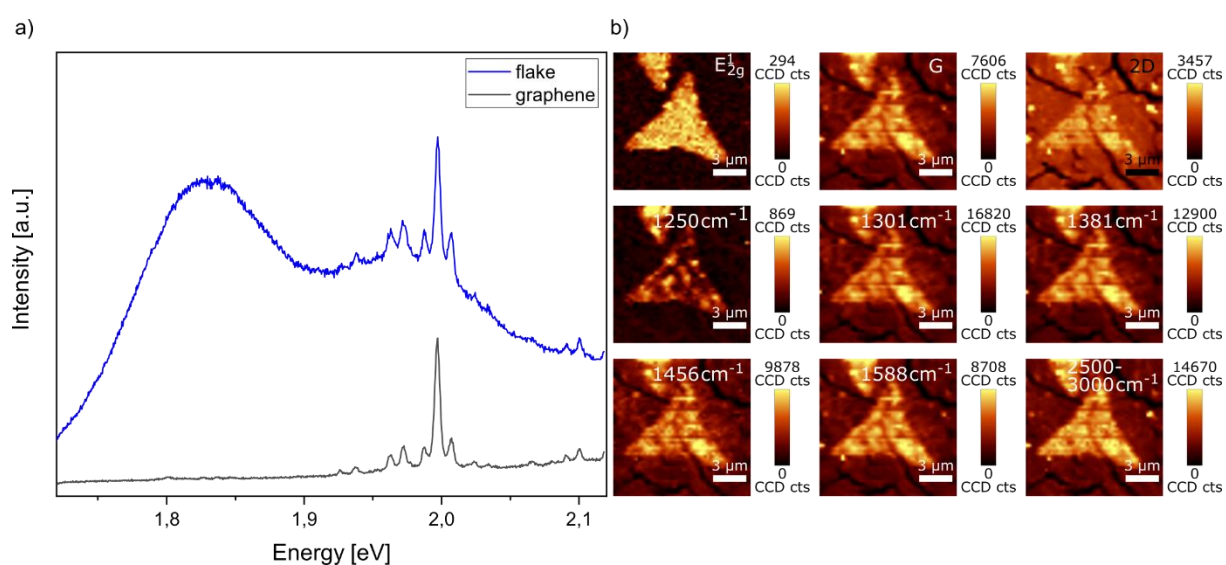 a)
flake
graphene
Intensity [a.u.]
1,8
1,9
2,0
2,1
Energy [eV]
b)
E¹2g
294
CCD cts
0
CCD cts
3 µm
G
7606
CCD cts
0
CCD cts
3 µm
2D
3457
CCD cts
0
CCD cts
3 µm
1250cm⁻¹
869
CCD cts
0
CCD cts
3 µm
1301cm⁻¹
16820
CCD cts
0
CCD cts
3 µm
1381cm⁻¹
12900
CCD cts
0
CCD cts
3 µm
1456cm⁻¹
9878
CCD cts
0
CCD cts
3 µm
1588cm⁻¹
8708
CCD cts
0
CCD cts
3 µm
2500-
3000cm⁻¹
14670
CCD cts
0
CCD cts
3 µm